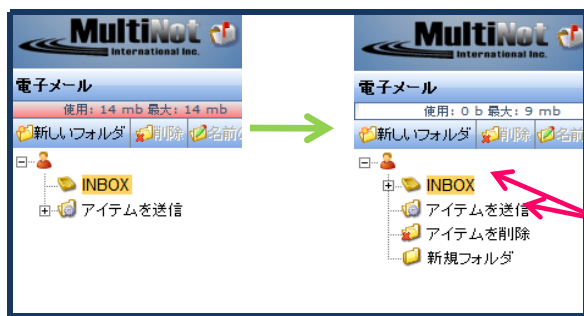 MultiNet
International Inc.
電子メール
使用: 14 mb 最大: 14 mb
新しいフォルダ 削除 名前
INBOX
アイテムを送信
MultiNet
International Inc.
電子メール
使用: 0 b 最大: 9 mb
新しいフォルダ 削除 名前
INBOX
アイテムを送信
アイテムを削除
新規フォルダ